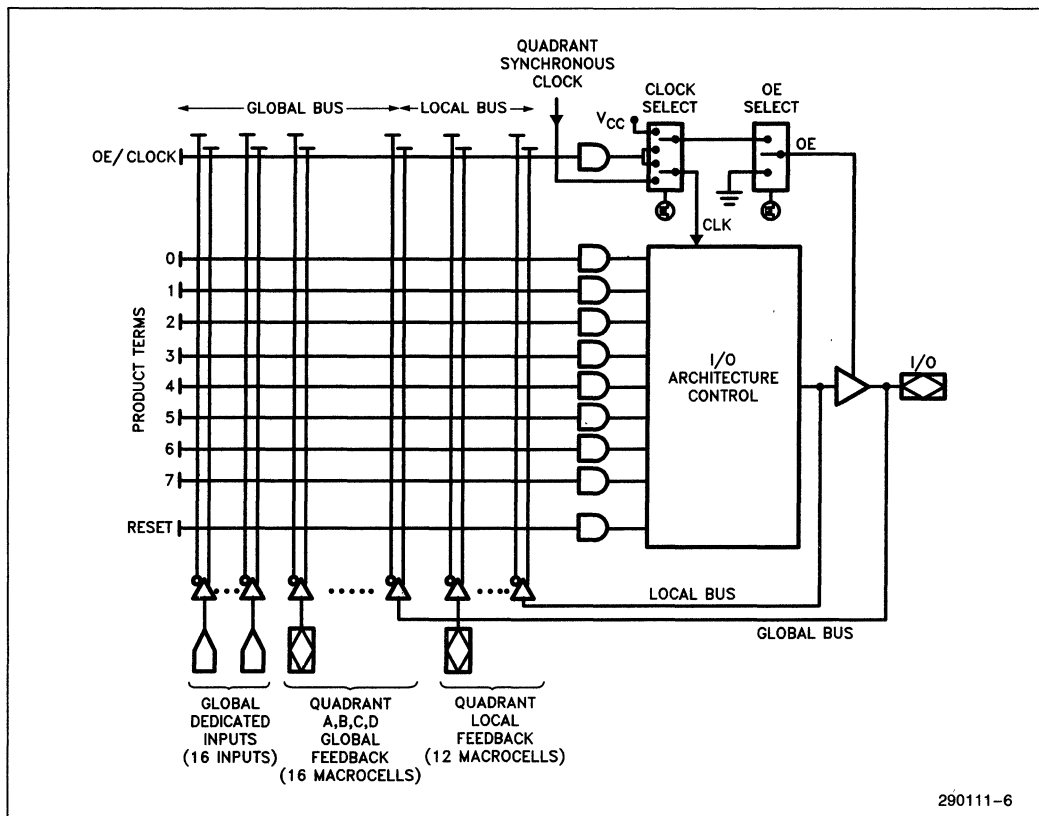 QUADRANT
SYNCHRONOUS
CLOCK
CLOCK
SELECT
OE
SELECT
GLOBAL BUS
LOCAL BUS
VCC
OE/CLOCK
OE
CLK
PRODUCT TERMS
0
1
2
3
4
5
6
7
RESET
I/O
ARCHITECTURE
CONTROL
I/O
LOCAL BUS
GLOBAL BUS
GLOBAL
DEDICATED
INPUTS
(16 INPUTS)
QUADRANT
A,B,C,D
GLOBAL
FEEDBACK
(16 MACROCELLS)
QUADRANT
LOCAL
FEEDBACK
(12 MACROCELLS)
290111-6